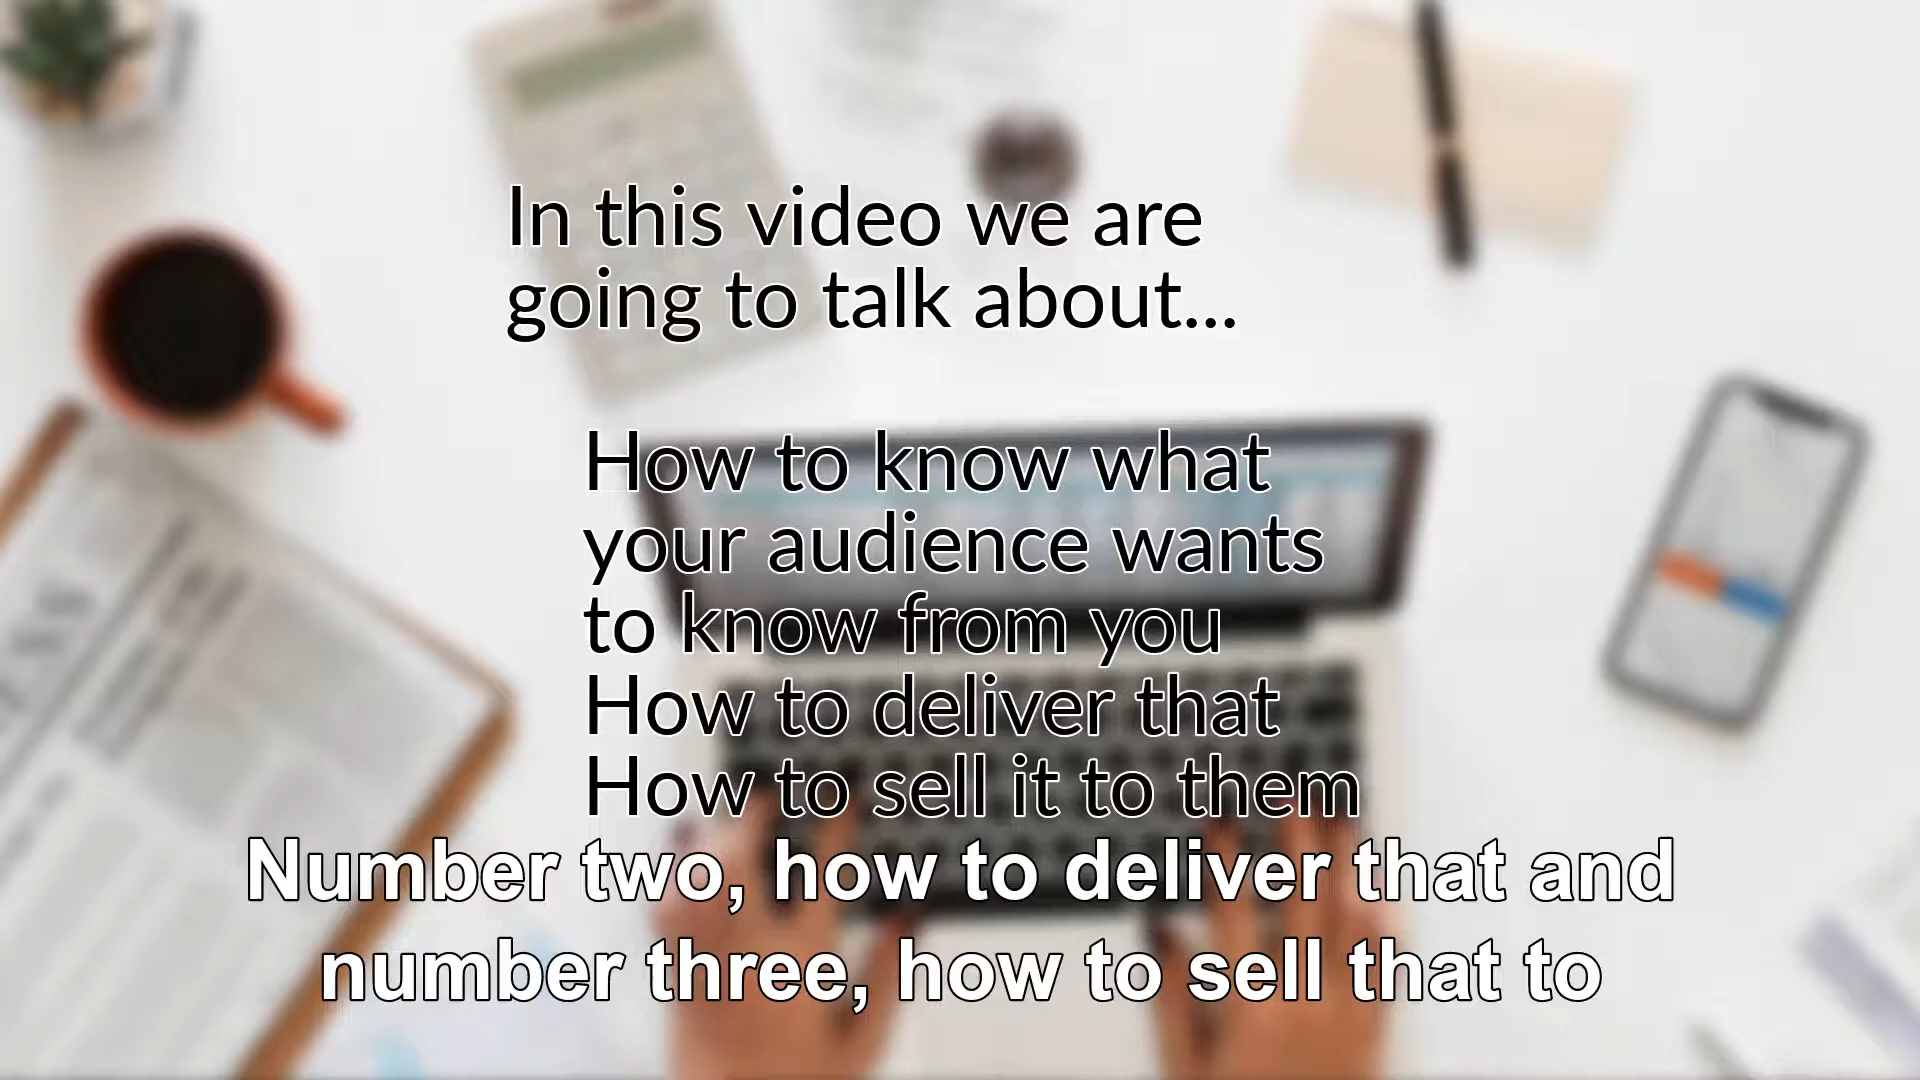 In this video we are
going to talk about...
How to know what
your audience wants
to know from you
How to deliver that
How to sell it to them
Number two, how to deliver that and
number three, how to sell that to